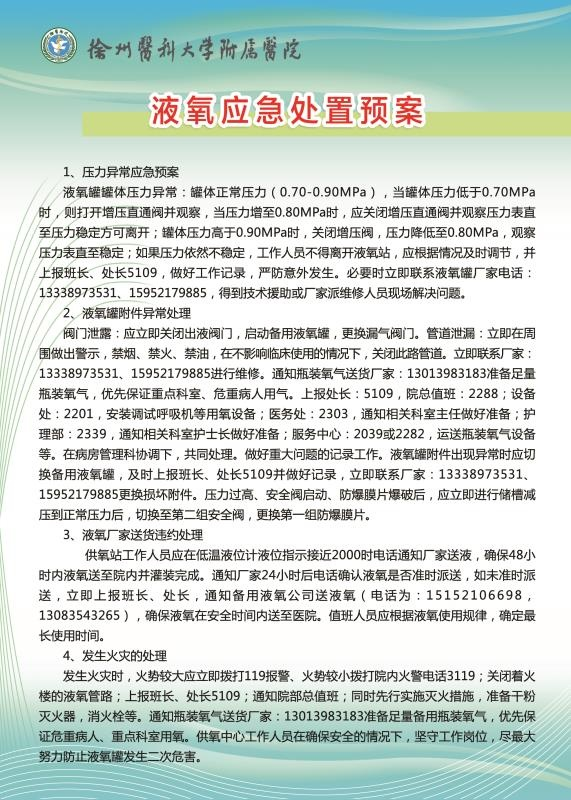 徐州醫科大学附属醫院
液氧应急处置预案
1、压力异常应急预案
液氧罐罐体压力异常：罐体正常压力（0.70-0.90MPa），当罐体压力低于0.70MPa
时，则打开增压直通阀并观察，当压力增至0.80MPa时，应关闭增压直通阀并观察压力表直
至压力稳定方可离开；罐体压力高于0.90MPa时，关闭增压阀，压力降低至0.80MPa，观察
压力表直至稳定；如果压力依然不稳定，工作人员不得离开液氧站，应根据情况及时调节，并
上报班长、处长5109，做好工作记录，严防意外发生。必要时立即联系液氧罐厂家电话：
13338973531、15952179885，得到技术援助或厂家派维修人员现场解决问题。
2、液氧罐附件异常处理
阀门泄露：应立即关闭出液阀门，启动备用液氧罐，更换漏气阀门。管道泄漏：立即在周
围做出警示，禁烟、禁火、禁油，在不影响临床使用的情况下，关闭此路管道。立即联系厂家：
13338973531、15952179885进行维修。通知瓶装氧气送货厂家：13013983183准备足量
瓶装氧气，优先保证重点科室、危重病人用气。上报处长：5109，院总值班：2288；设备
处：2201，安装调试呼吸机等用氧设备；医务处：2303，通知相关科室主任做好准备；护
理部：2339，通知相关科室护士长做好准备；服务中心：2039或2282，运送瓶装氧气设备
等。在病房管理科协调下，共同处理。做好重大问题的记录工作。液氧罐附件出现异常时应切
换备用液氧罐，及时上报班长、处长5109并做好记录，立即联系厂家：13338973531、
15952179885更换损坏附件。压力过高、安全阀启动、防爆膜片爆破后，应立即进行储槽减
压到正常压力后，切换至第二组安全阀，更换第一组防爆膜片。
3、液氧厂家送货违约处理
供氧站工作人员应在低温液位计液位指示接近2000时电话通知厂家送液，确保48小
时内液氧送至院内并灌装完成。通知厂家24小时后电话确认液氧是否准时派送，如未准时派
送，立即上报班长、处长，通知备用液氧公司送液氧（电话为：15152106698，
13083543265），确保液氧在安全时间内送至医院。值班人员应根据液氧使用规律，确定最
长使用时间。
4、发生火灾的处理
发生火灾时，火势较大应立即拨打119报警、火势较小拨打院内火警电话3119；关闭着火
楼的液氧管路；上报班长、处长5109；通知院部总值班；同时先行实施灭火措施，准备干粉
灭火器，消火栓等。通知瓶装氧气送货厂家：13013983183准备足量备用瓶装氧气，优先保
证危重病人、重点科室用氧。供氧中心工作人员在确保安全的情况下，坚守工作岗位，尽最大
努力防止液氧罐发生二次危害。